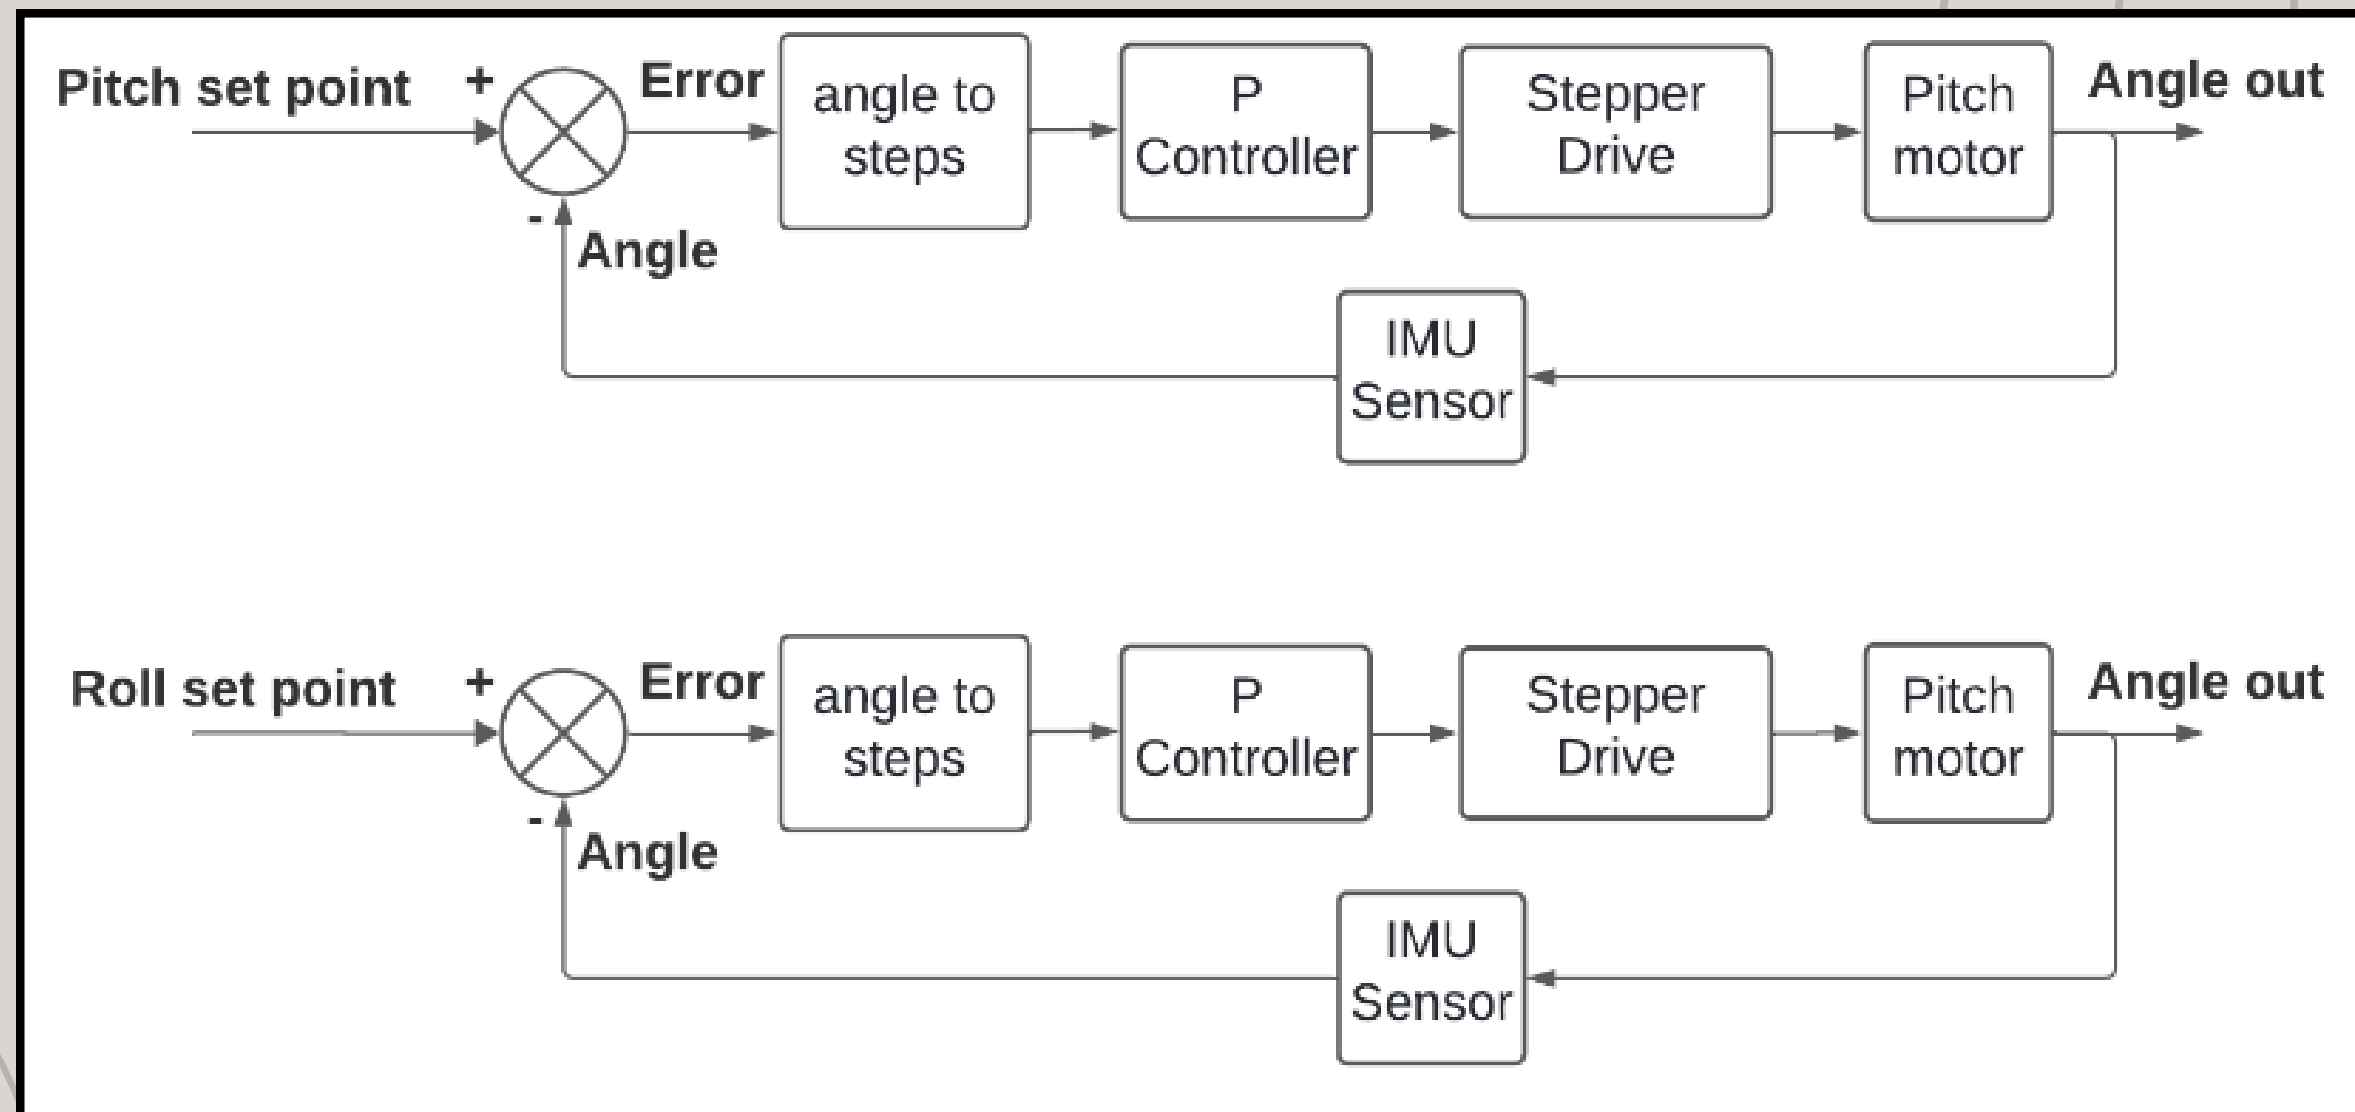 Pitch set point
+
Error
angle to
steps
P
Controller
Stepper
Drive
Pitch
motor
Angle out
-
Angle
IMU
Sensor
Roll set point
+
Error
angle to
steps
P
Controller
Stepper
Drive
Pitch
motor
Angle out
-
Angle
IMU
Sensor